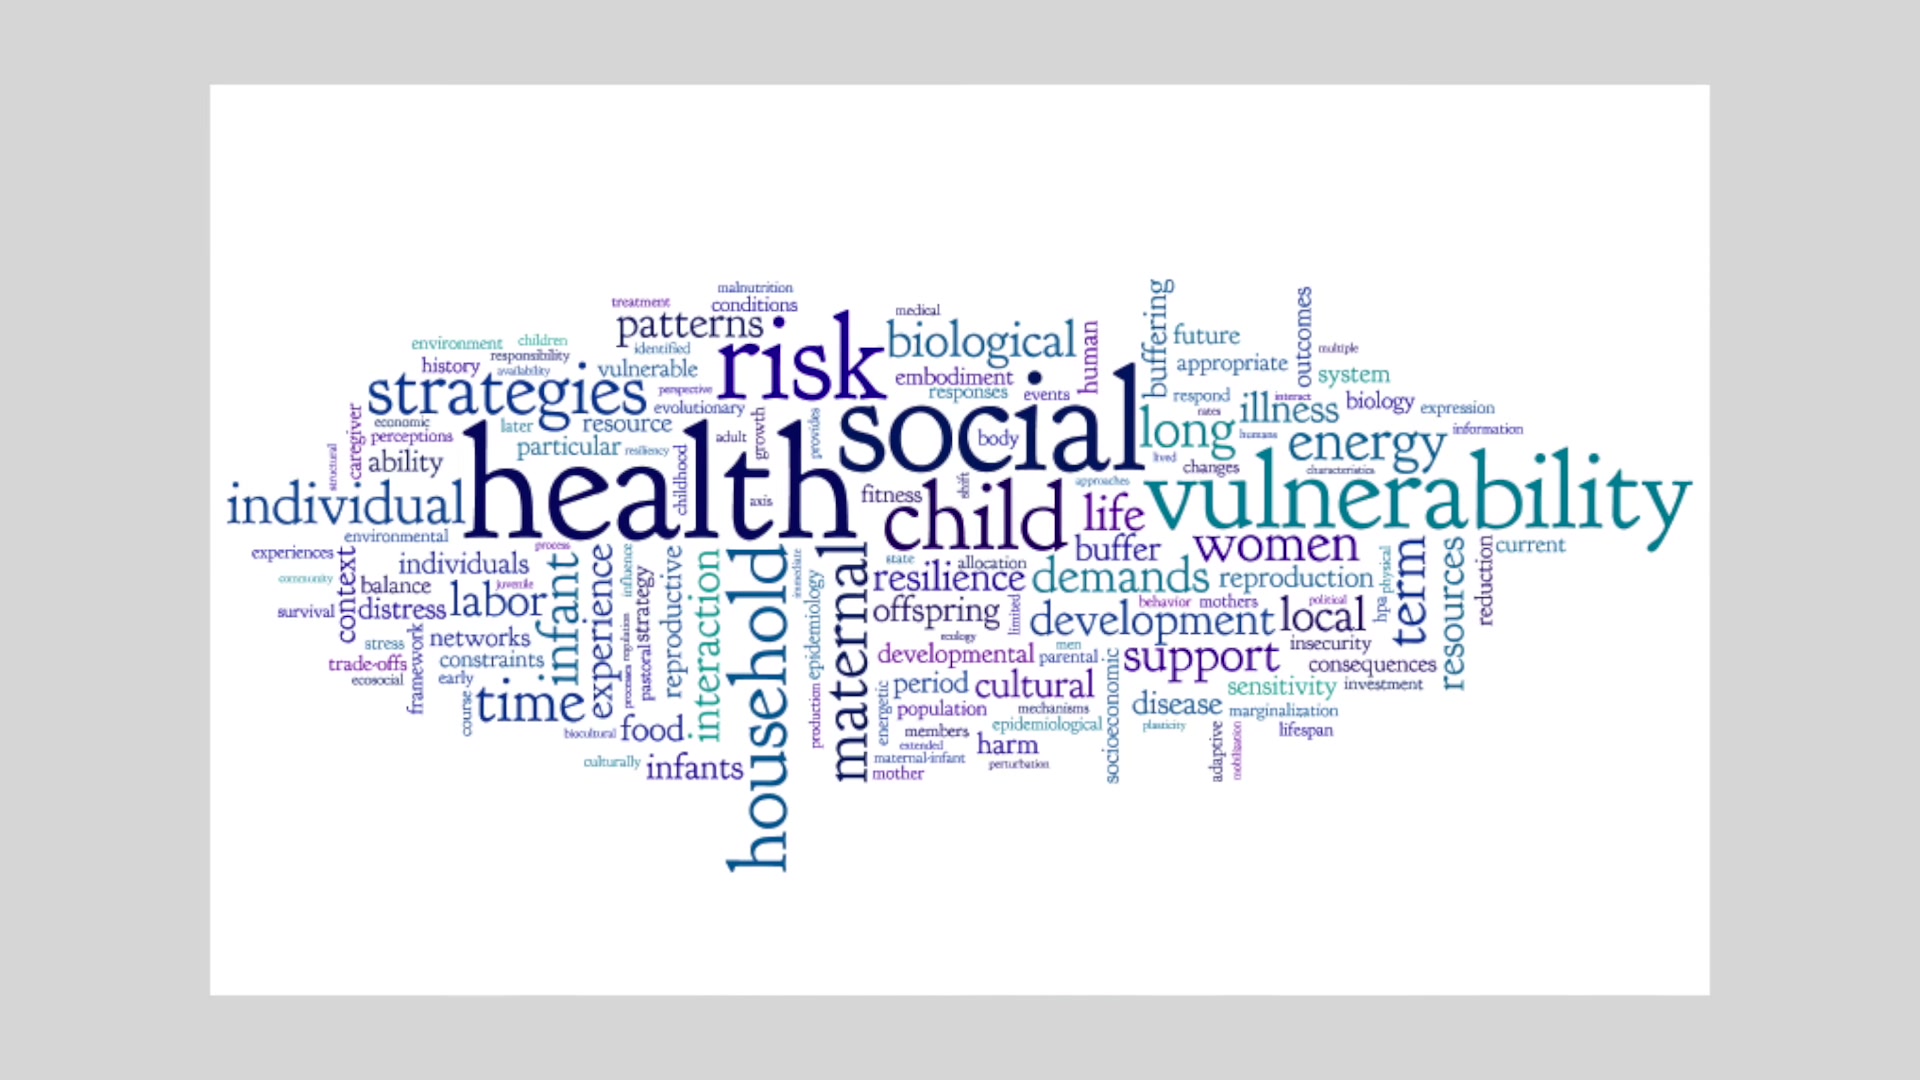 malnutrition
treatment
conditions
medical
buffering
outcomes
patterns
risk
biological
human
future
environment
children
identified
multiple
history
responsibility
vulnerable
appropriate
availability
embodiment
system
strategies
perspective
responses
events
respond
interact
biology
caregiver
evolutionary
growth
provides
social
rates
illness
expression
economic
later
resource
long
information
perceptions
particular
resiliency
adult
body
humans
energy
structural
ability
health
childhood
lived
changes
characteristics
individual
axis
fitness
shift
child
approaches
life
vulnerability
environmental
experiences
context
process
buffer
women
current
individuals
infant
experience
influence
reproductive
interaction
household
immediate
maternal
state
allocation
physical
term
resources
reduction
community
balance
juvenile
strategy
epidemiology
resilience
demands
reproduction
survival
distress
labor
regulation
offspring
limited
behavior
mothers
political
hpa
development
local
stress
framework
networks
pastoral
ecology
men
insecurity
trade-offs
constraints
processes
developmental
parental
support
consequences
ecosocial
early
production
energetic
period
cultural
socioeconomic
sensitivity
investment
course
time
population
mechanisms
disease
marginalization
biocultural
food
members
epidemiological
plasticity
adaptive
mobilization
lifespan
extended
harm
culturally
infants
maternal-infant
perturbation
mother